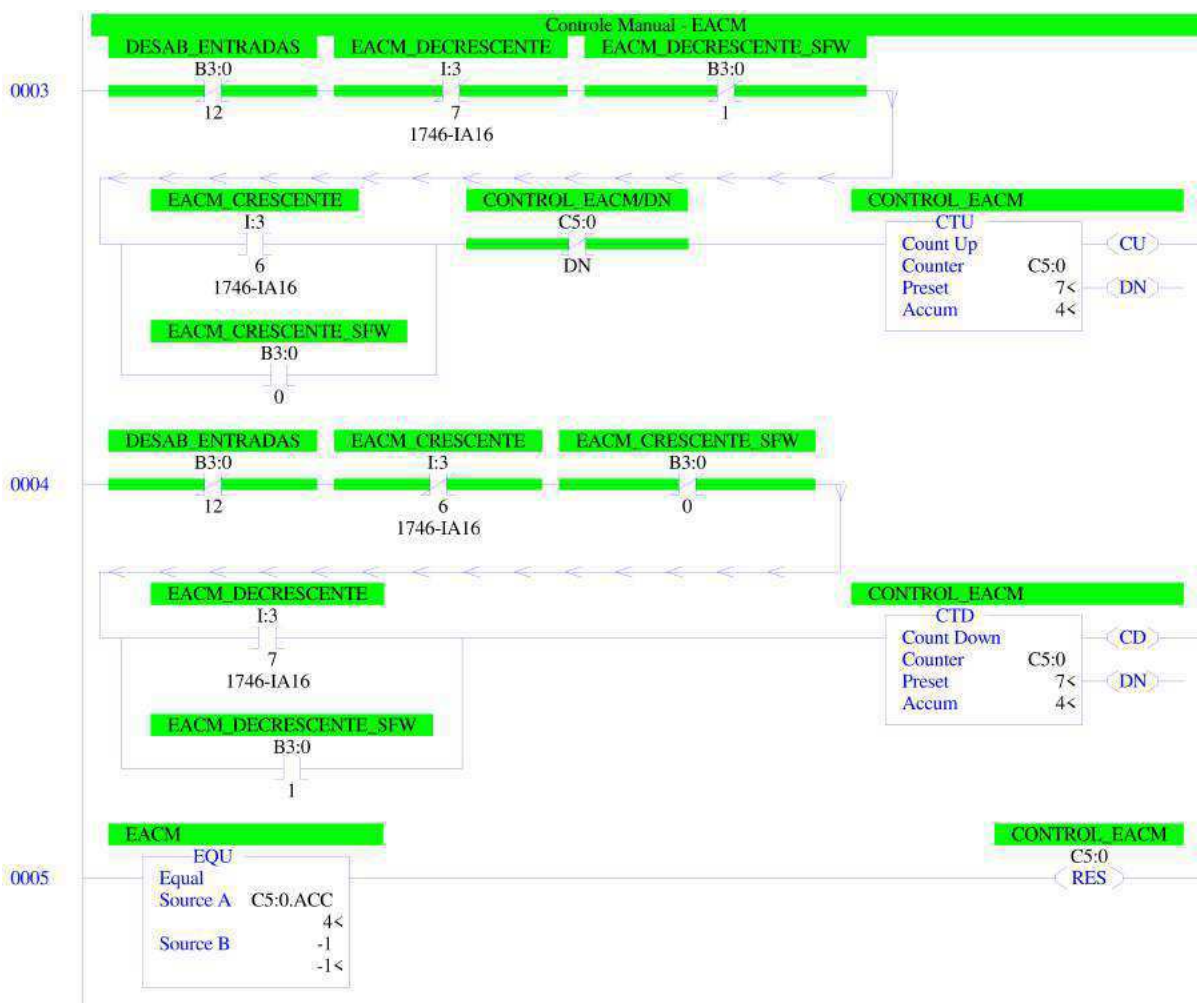 Controle Manual - EACM
DESAB_ENTRADAS EACM_DECRESCENTE EACM_DECRESCENTE_SFW
B3:0 I:3 B3:0
0003
12 7 1
1746-IA16
EACM_CRESCENTE CONTROL_EACM/DN CONTROL_EACM
I:3 C5:0 CTU
Count Up CU
6 DN Counter C5:0
1746-IA16 Preset 7< DN
Accum 4<
EACM_CRESCENTE_SFW
B3:0
0
DESAB_ENTRADAS EACM_CRESCENTE EACM_CRESCENTE_SFW
B3:0 I:3 B3:0
0004
12 6 0
1746-IA16
EACM_DECRESCENTE CONTROL_EACM
I:3 CTD
Count Down CD
7 Counter C5:0
1746-IA16 Preset 7< DN
Accum 4<
EACM_DECRESCENTE_SFW
B3:0
1
EACM CONTROL_EACM
EQU C5:0
0005 Equal RES
Source A C5:0.ACC
4<
Source B -1
-1<